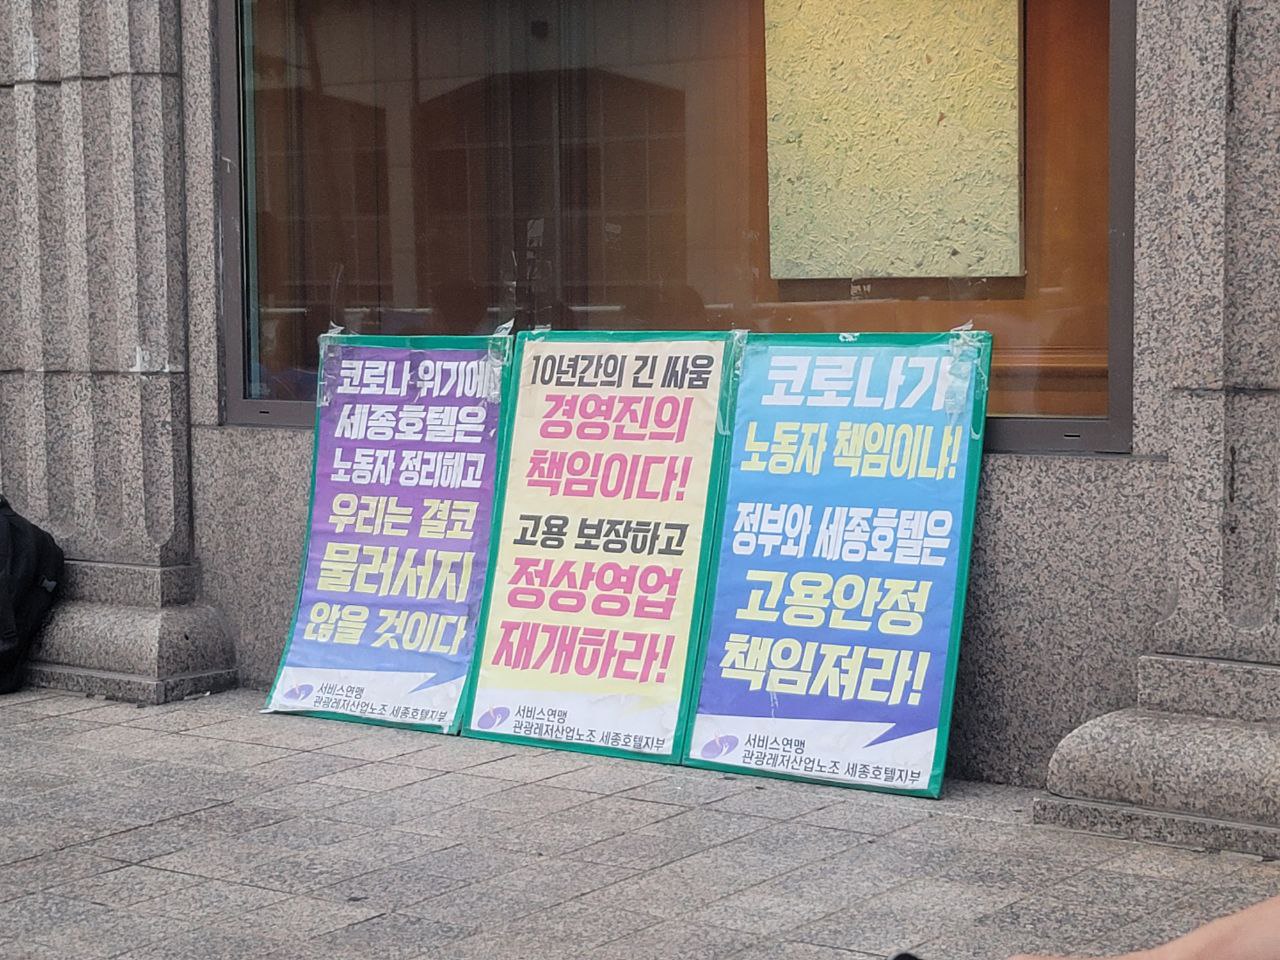 코로나 위기에
세종호텔은
노동자 정리해고
우리는 결코
물러서지
않을 것이다
서비스연맹
관광레저산업노조 세종호텔지부
10년간의 긴 싸움
경영진의
책임이다!
고용 보장하고
정상영업
재개하라!
서비스연맹
관광레저산업노조 세종호텔지부
코로나가
노동자 책임이냐!
정부와 세종호텔은
고용안정
책임져라!
서비스연맹
관광레저산업노조 세종호텔지부